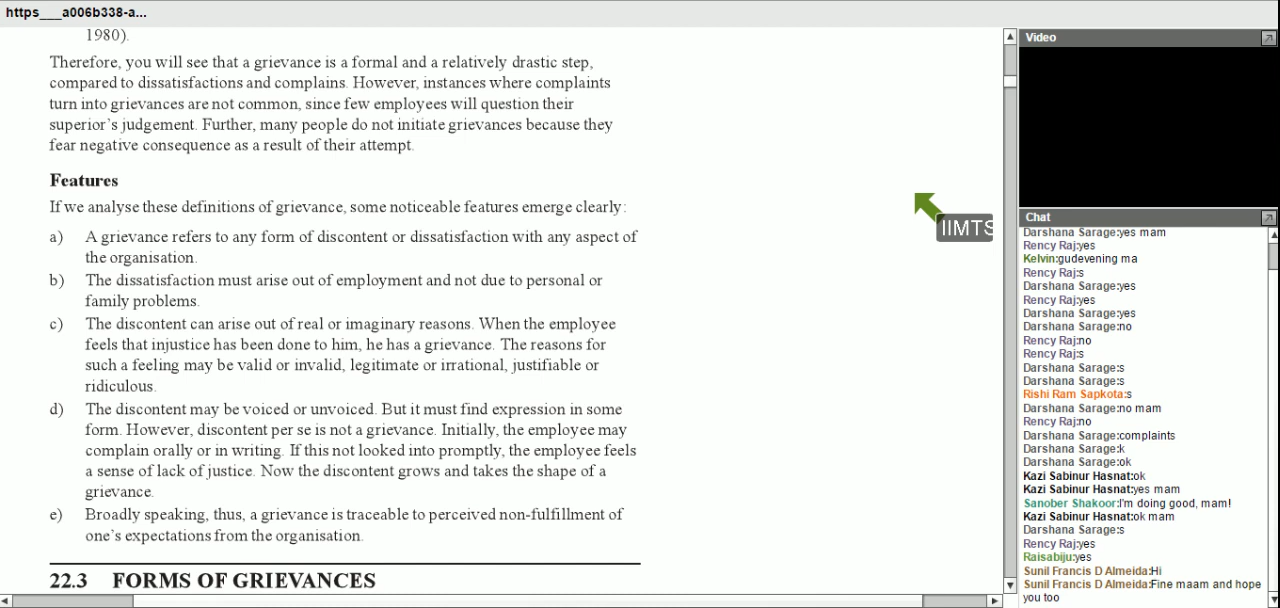 https___a006b338-a...
1980).
Therefore, you will see that a grievance is a formal and a relatively drastic step,
compared to dissatisfactions and complains. However, instances where complaints
turn into grievances are not common, since few employees will question their
superior's judgement. Further, many people do not initiate grievances because they
fear negative consequence as a result of their attempt.
Features
If we analyse these definitions of grievance, some noticeable features emerge clearly:
a) A grievance refers to any form of discontent or dissatisfaction with any aspect of
the organisation.
b) The dissatisfaction must arise out of employment and not due to personal or
family problems.
c) The discontent can arise out of real or imaginary reasons. When the employee
feels that injustice has been done to him, he has a grievance. The reasons for
such a feeling may be valid or invalid, legitimate or irrational, justifiable or
ridiculous.
d) The discontent may be voiced or unvoiced. But it must find expression in some
form. However, discontent per se is not a grievance. Initially, the employee may
complain orally or in writing. If this not looked into promptly, the employee feels
a sense of lack of justice. Now the discontent grows and takes the shape of a
grievance.
e) Broadly speaking, thus, a grievance is traceable to perceived non-fulfillment of
one's expectations from the organisation.
22.3 FORMS OF GRIEVANCES
IIMTS
Video
Chat
Darshana Sarage:yes mam
Rency Raj:yes
Kelvin:gudevening ma
Rency Raj:s
Darshana Sarage:yes
Rency Raj:yes
Darshana Sarage:yes
Darshana Sarage:no
Rency Raj:no
Rency Raj:s
Darshana Sarage:s
Darshana Sarage:s
Rishi Ram Sapkota:s
Darshana Sarage:no mam
Rency Raj:no
Darshana Sarage:complaints
Darshana Sarage:k
Darshana Sarage:ok
Kazi Sabinur Hasnat:ok
Kazi Sabinur Hasnat:yes mam
Sanober Shakoor:I'm doing good, mam!
Kazi Sabinur Hasnat:ok mam
Darshana Sarage:s
Rency Raj:yes
Raisabiju:yes
Sunil Francis D Almeida:Hi
Sunil Francis D Almeida:Fine maam and hope
you too